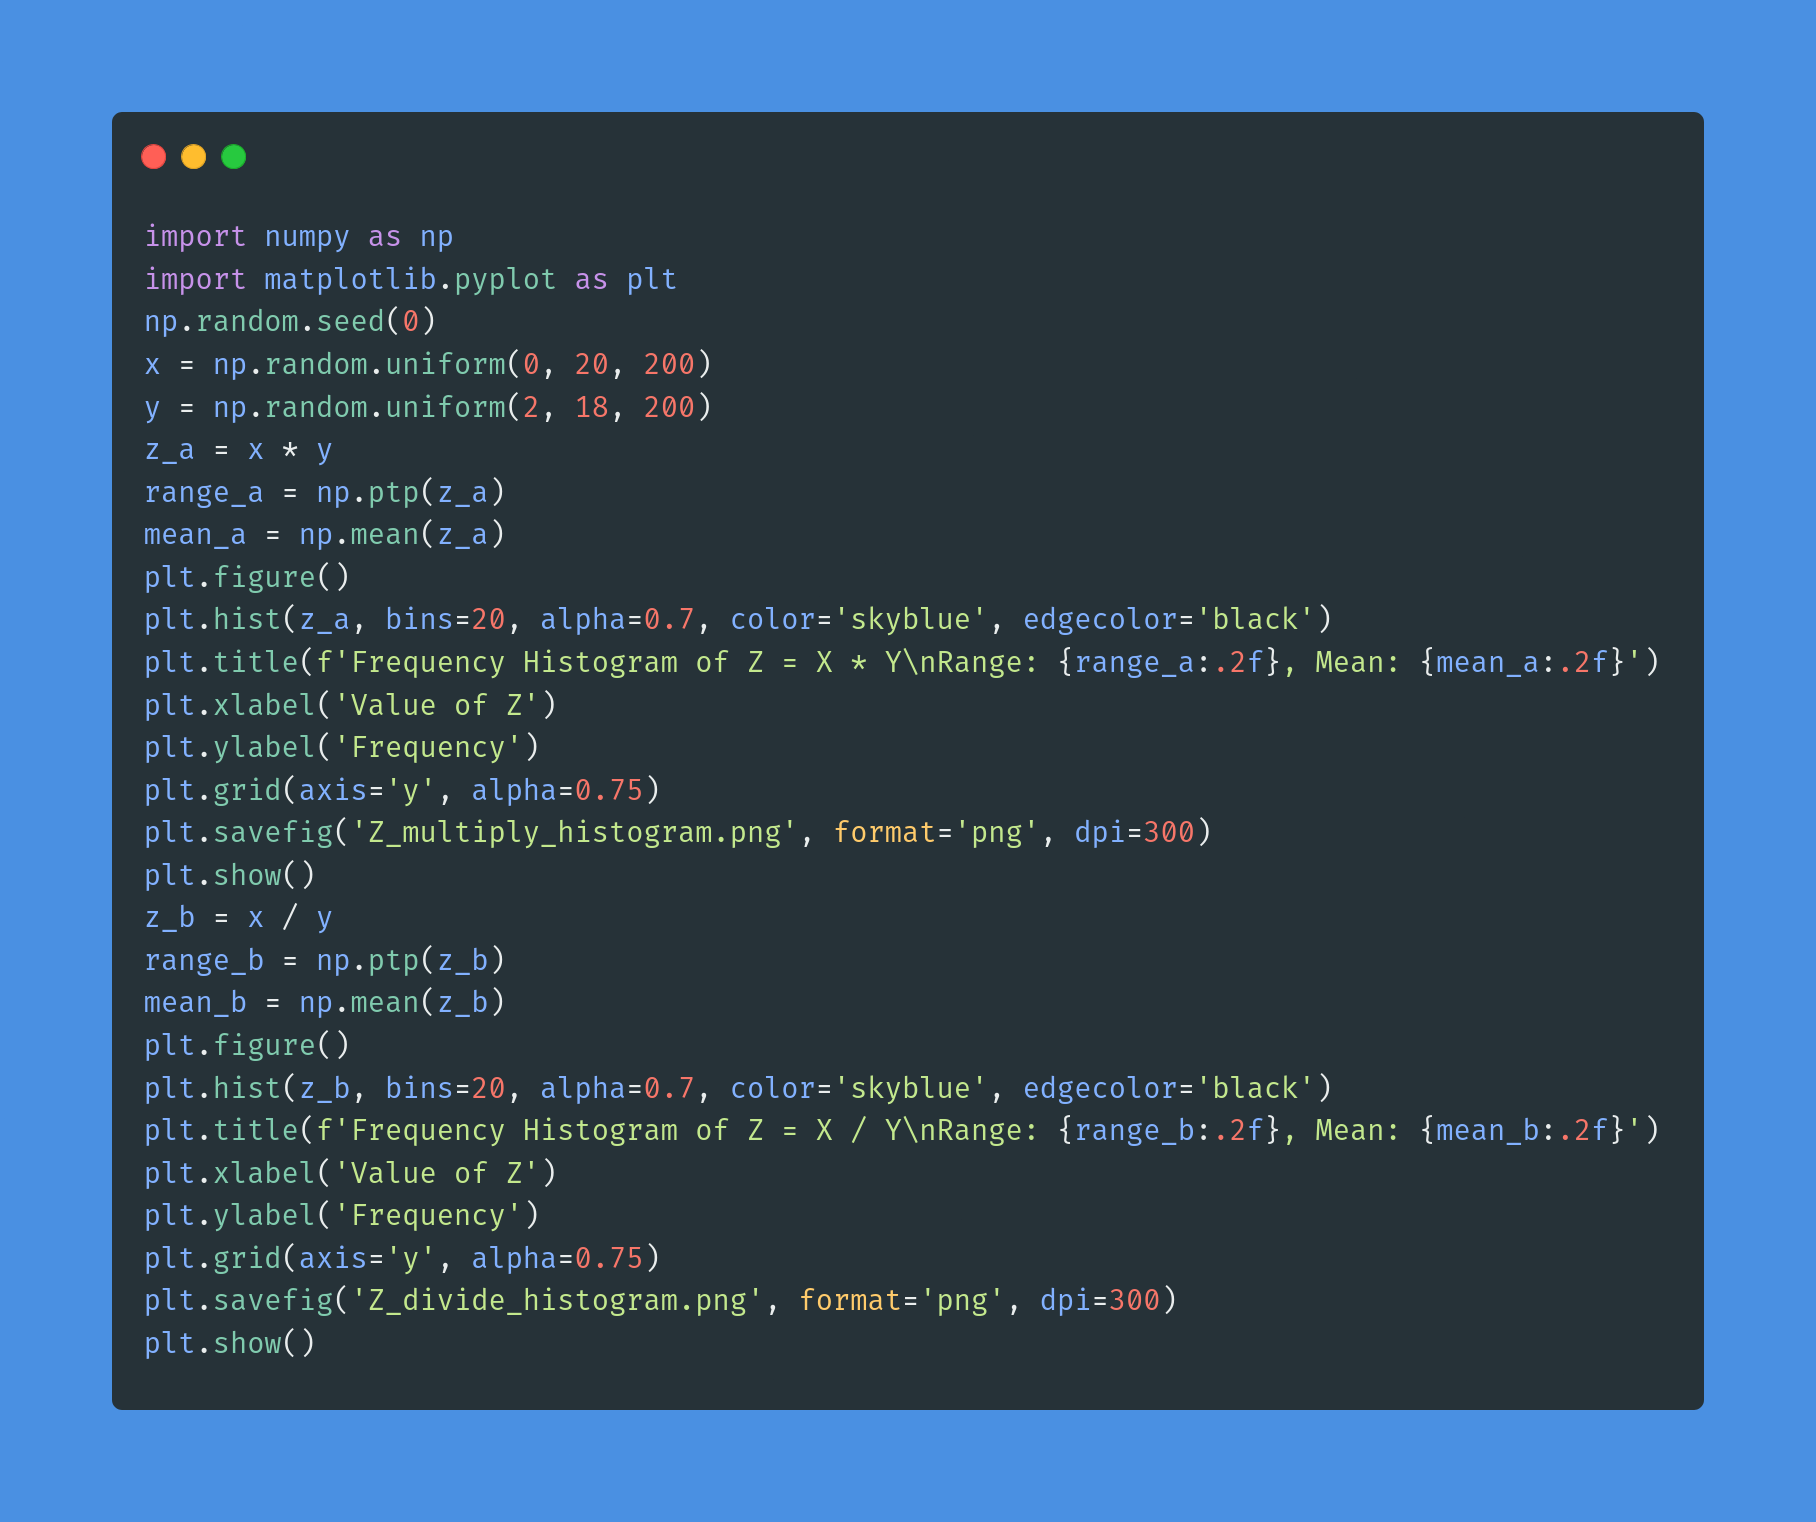 import numpy as np
import matplotlib.pyplot as plt
np.random.seed(0)
x = np.random.uniform(0, 20, 200)
y = np.random.uniform(2, 18, 200)
z_a = x * y
range_a = np.ptp(z_a)
mean_a = np.mean(z_a)
plt.figure()
plt.hist(z_a, bins=20, alpha=0.7, color='skyblue', edgecolor='black')
plt.title(f'Frequency Histogram of Z = X * Y\nRange: {range_a:.2f}, Mean: {mean_a:.2f}')
plt.xlabel('Value of Z')
plt.ylabel('Frequency')
plt.grid(axis='y', alpha=0.75)
plt.savefig('Z_multiply_histogram.png', format='png', dpi=300)
plt.show()
z_b = x / y
range_b = np.ptp(z_b)
mean_b = np.mean(z_b)
plt.figure()
plt.hist(z_b, bins=20, alpha=0.7, color='skyblue', edgecolor='black')
plt.title(f'Frequency Histogram of Z = X / Y\nRange: {range_b:.2f}, Mean: {mean_b:.2f}')
plt.xlabel('Value of Z')
plt.ylabel('Frequency')
plt.grid(axis='y', alpha=0.75)
plt.savefig('Z_divide_histogram.png', format='png', dpi=300)
plt.show()